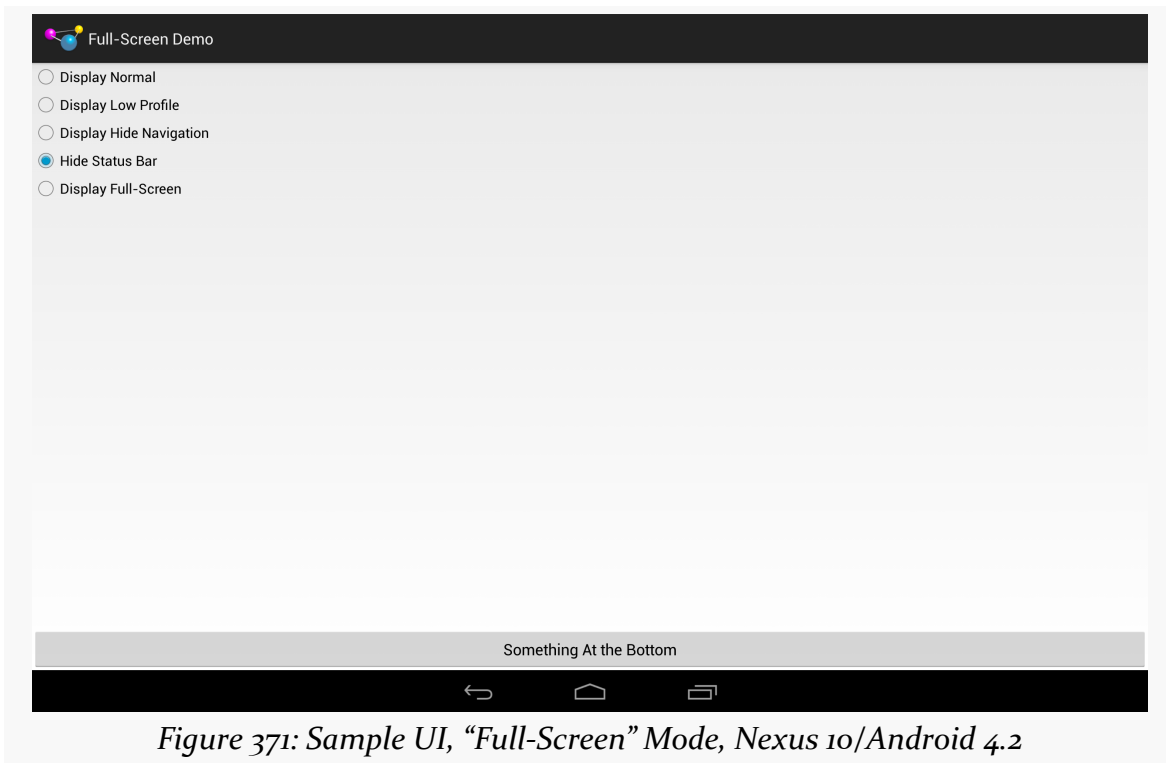 Full-Screen Demo
Display Normal
Display Low Profile
Display Hide Navigation
Hide Status Bar
Display Full-Screen
Something At the Bottom
Figure 371: Sample UI, “Full-Screen” Mode, Nexus 10/Android 4.2